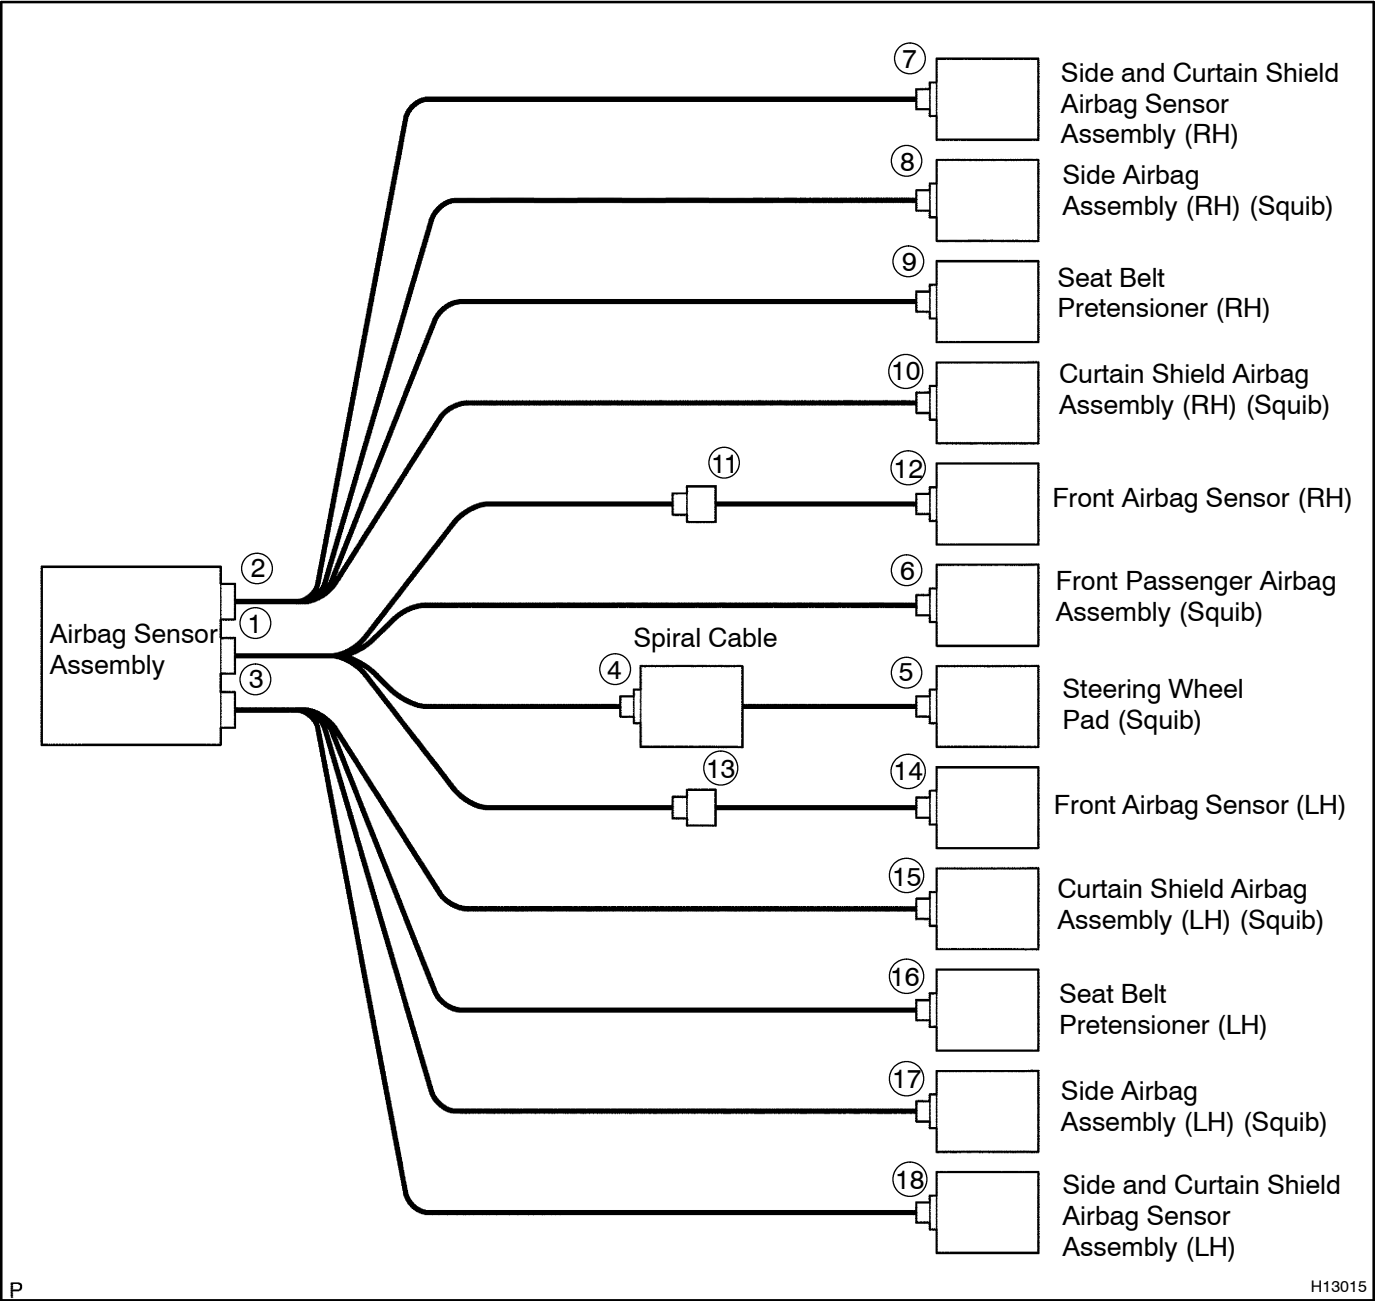 7
Side and Curtain Shield
Airbag Sensor
Assembly (RH)
8
Side Airbag
Assembly (RH) (Squib)
9
Seat Belt
Pretensioner (RH)
10
Curtain Shield Airbag
Assembly (RH) (Squib)
11
12
Front Airbag Sensor (RH)
2
1
3
Airbag Sensor
Assembly
6
Front Passenger Airbag
Assembly (Squib)
Spiral Cable
4
5
Steering Wheel
Pad (Squib)
13
14
Front Airbag Sensor (LH)
15
Curtain Shield Airbag
Assembly (LH) (Squib)
16
Seat Belt
Pretensioner (LH)
17
Side Airbag
Assembly (LH) (Squib)
18
Side and Curtain Shield
Airbag Sensor
Assembly (LH)
P
H13015